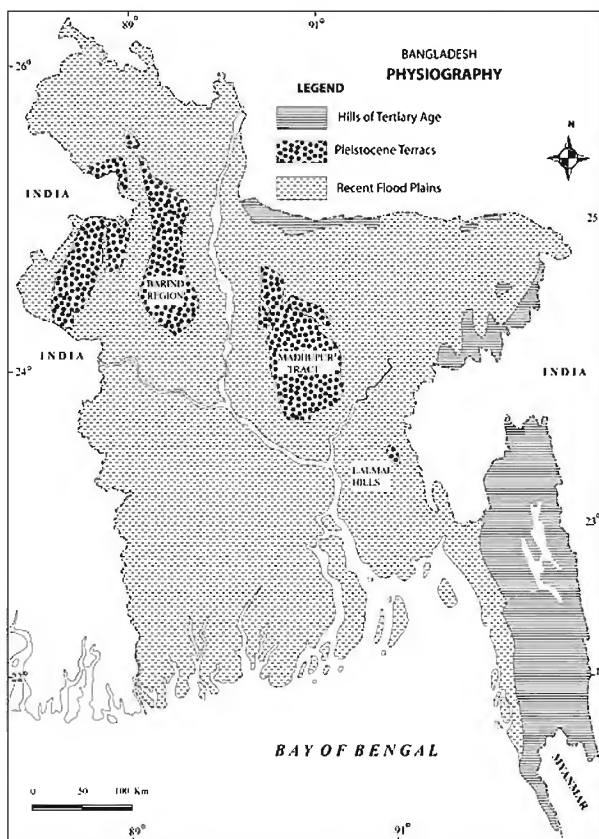 89°
91°
26°
BANGLADESH
PHYSIOGRAPHY
LEGEND
Hills of Tertiary Age
Pleistocene Terracs
Recent Flood Plains
N
INDIA
25
BARIND
REGION
INDIA
MADHUPUR
TRACT
24°
INDIA
LALMAI
HILLS
23°
22°
BAY OF BENGAL
MYANMAR
0 50 100 Km
89°
91°